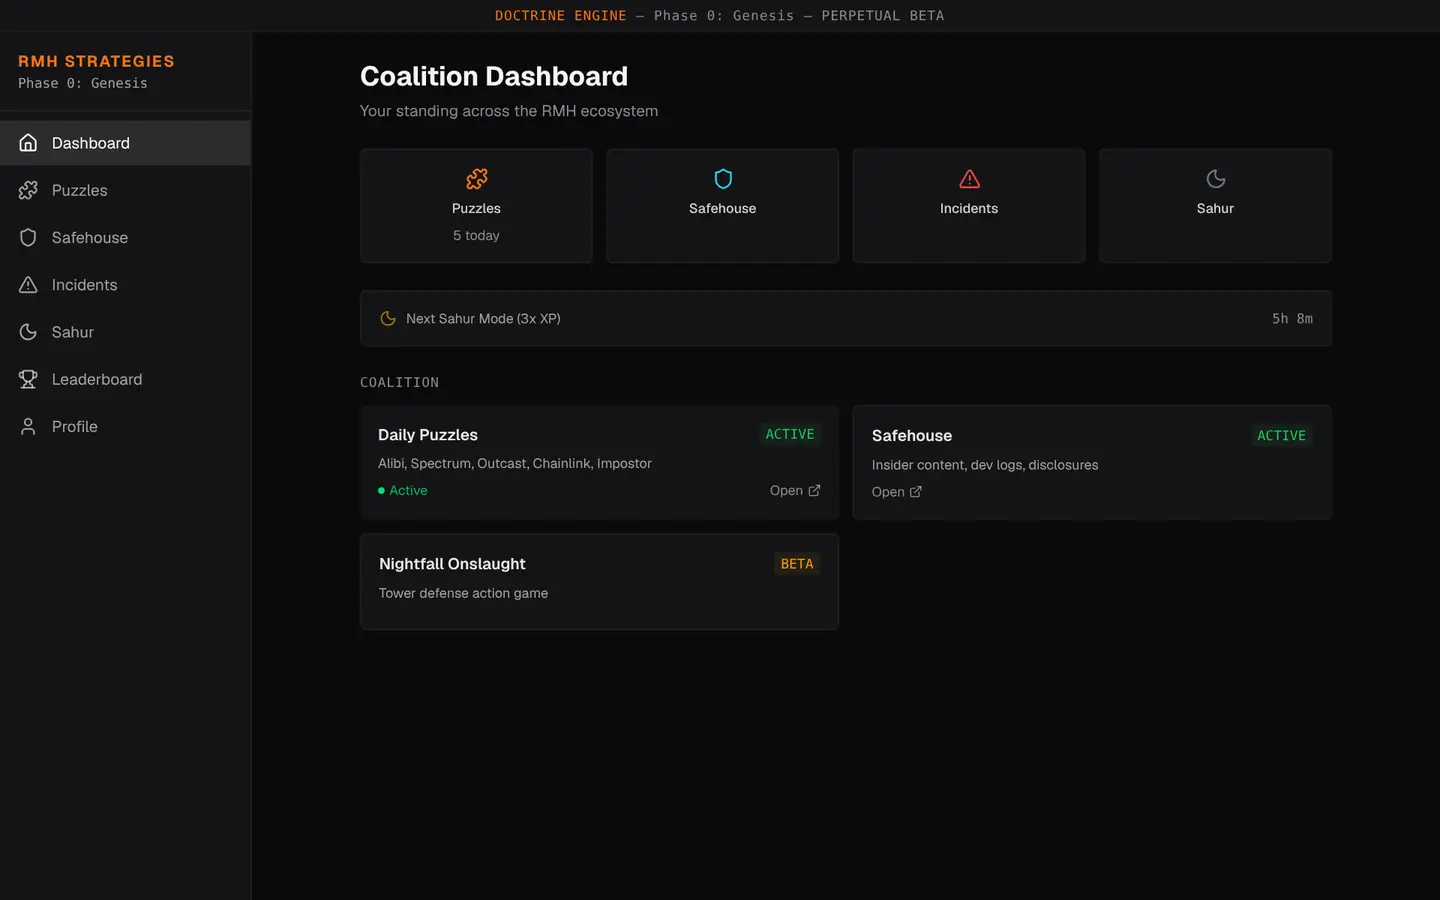 DOCTRINE ENGINE — Phase 0: Genesis — PERPETUAL BETA
RMH STRATEGIES
Phase 0: Genesis
Dashboard
Puzzles
Safehouse
Incidents
Sahur
Leaderboard
Profile
Coalition Dashboard
Your standing across the RMH ecosystem
Puzzles
5 today
Safehouse
Incidents
Sahur
Next Sahur Mode (3x XP)
5h 8m
COALITION
Daily Puzzles
ACTIVE
Alibi, Spectrum, Outcast, Chainlink, Impostor
Active
Open
Safehouse
ACTIVE
Insider content, dev logs, disclosures
Open
Nightfall Onslaught
BETA
Tower defense action game